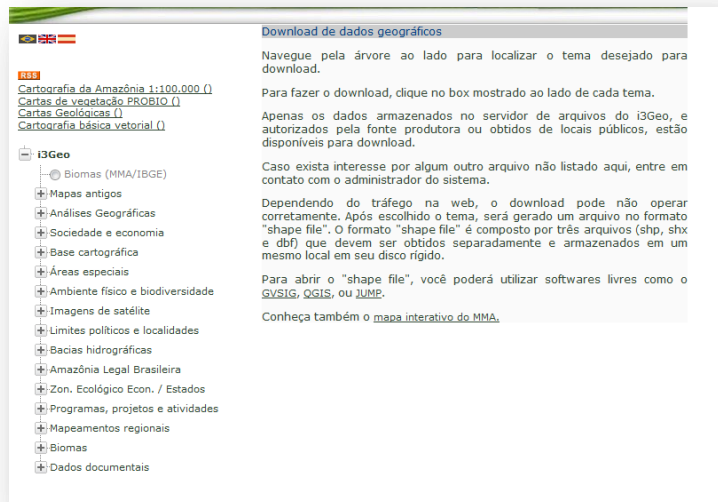 RSS
Cartografia da Amazônia 1:100.000 ()
Cartas de vegetação PROBIO ()
Cartas Geológicas ()
Cartografia básica vetorial ()
i3Geo
Biomas (MMA/IBGE)
Mapas antigos
Análises Geográficas
Sociedade e economia
Base cartográfica
Áreas especiais
Ambiente físico e biodiversidade
Imagens de satélite
Limites políticos e localidades
Bacias hidrográficas
Amazônia Legal Brasileira
Zon. Ecológico Econ. / Estados
Programas, projetos e atividades
Mapeamentos regionais
Biomas
Dados documentais
Download de dados geográficos
Navegue pela árvore ao lado para localizar o tema desejado para
download.
Para fazer o download, clique no box mostrado ao lado de cada tema.
Apenas os dados armazenados no servidor de arquivos do i3Geo, e
autorizados pela fonte produtora ou obtidos de locais públicos, estão
disponíveis para download.
Caso exista interesse por algum outro arquivo não listado aqui, entre em
contato com o administrador do sistema.
Dependendo do tráfego na web, o download pode não operar
corretamente. Após escolhido o tema, será gerado um arquivo no formato
"shape file". O formato "shape file" é composto por três arquivos (shp, shx
e dbf) que devem ser obtidos separadamente e armazenados em um
mesmo local em seu disco rígido.
Para abrir o "shape file", você poderá utilizar softwares livres como o
GVSIG, QGIS, ou JUMP.
Conheça também o mapa interativo do MMA.